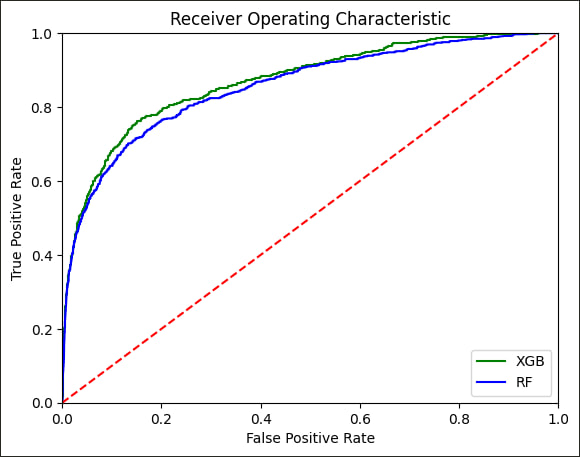 Receiver Operating Characteristic
1.0
0.8
0.6
0.4
0.2
0.0
True Positive Rate
XGB
RF
0.0 0.2 0.4 0.6 0.8 1.0
False Positive Rate